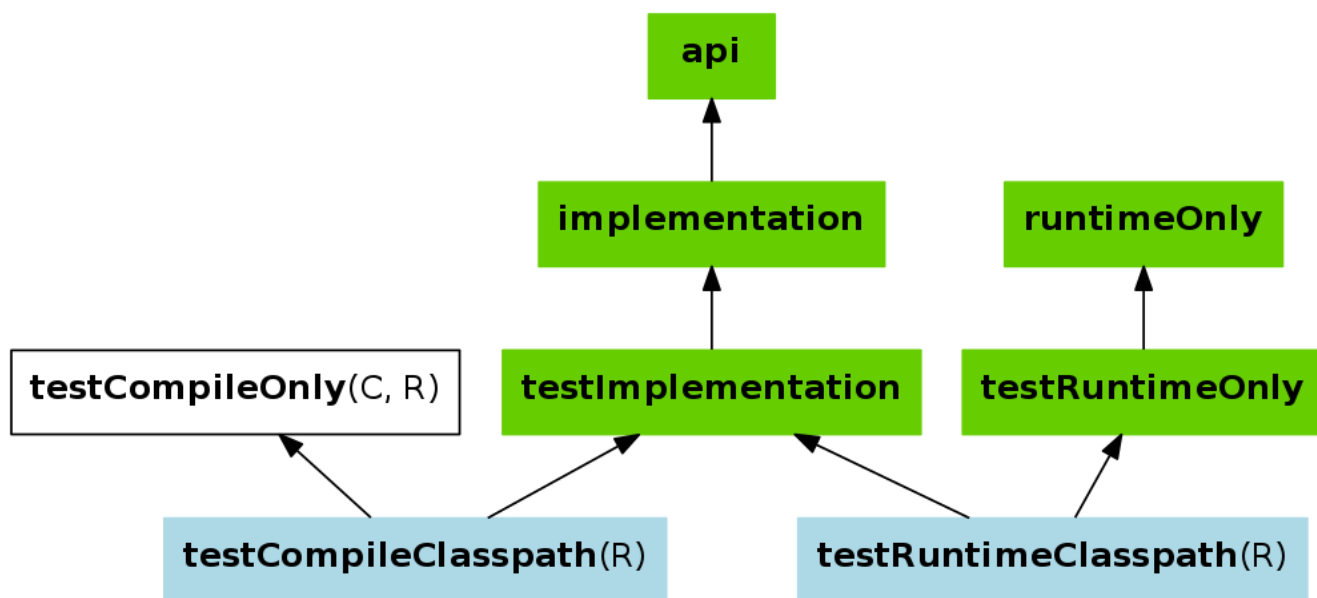 api
implementation
runtimeOnly
testCompileOnly(C, R)
testImplementation
testRuntimeOnly
testCompileClasspath(R)
testRuntimeClasspath(R)